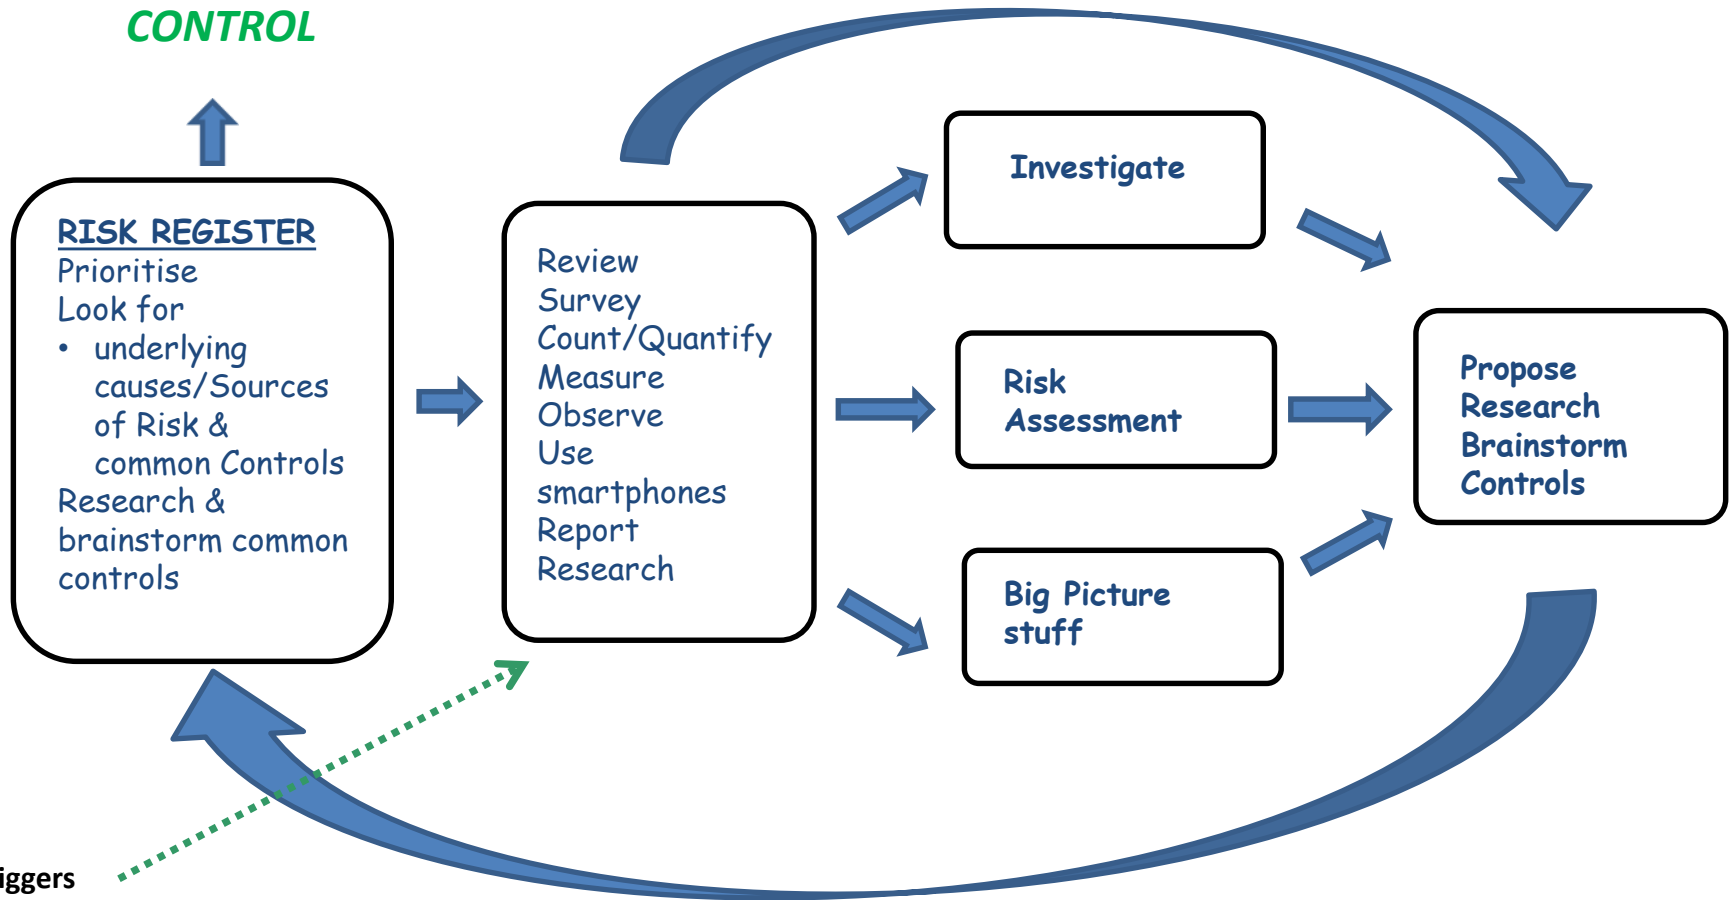 CONTROL
RISK REGISTER
Prioritise
Look for
• underlying
causes/Sources
of Risk &
common Controls
Research &
brainstorm common
controls
Review
Survey
Count/Quantify
Measure
Observe
Use
smartphones
Report
Research
Investigate
Risk
Assessment
Big Picture
stuff
Propose
Research
Brainstorm
Controls
iggers